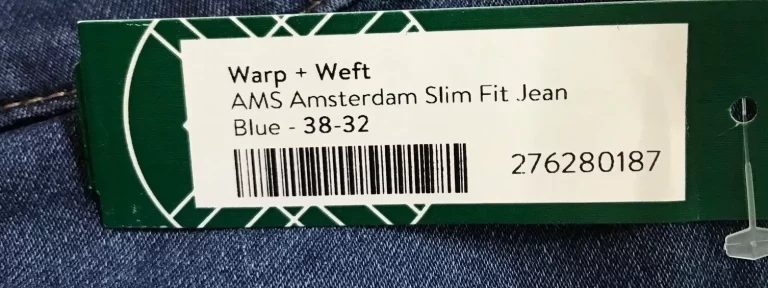 Warp + Weft
AMS Amsterdam Slim Fit Jean
Blue - 38-32
276280187